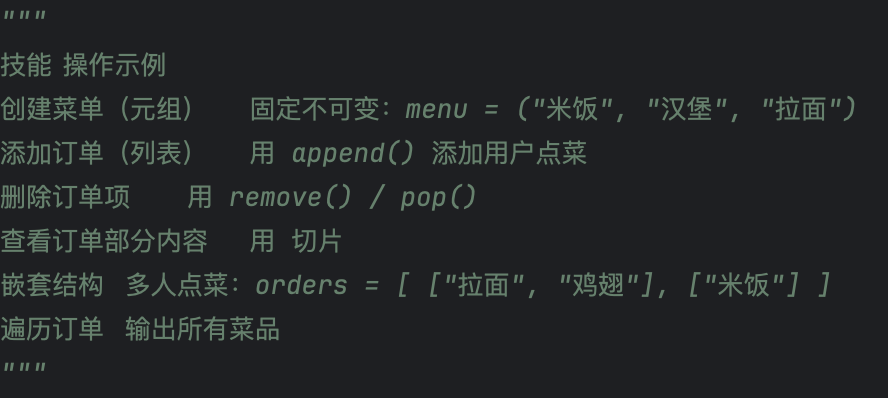 """
技能 操作示例
创建菜单（元组） 固定不可变：menu = ("米饭", "汉堡", "拉面")
添加订单（列表） 用 append() 添加用户点菜
删除订单项 用 remove() / pop()
查看订单部分内容 用 切片
嵌套结构 多人点菜：orders = [ ["拉面", "鸡翅"], ["米饭"] ]
遍历订单 输出所有菜品
"""